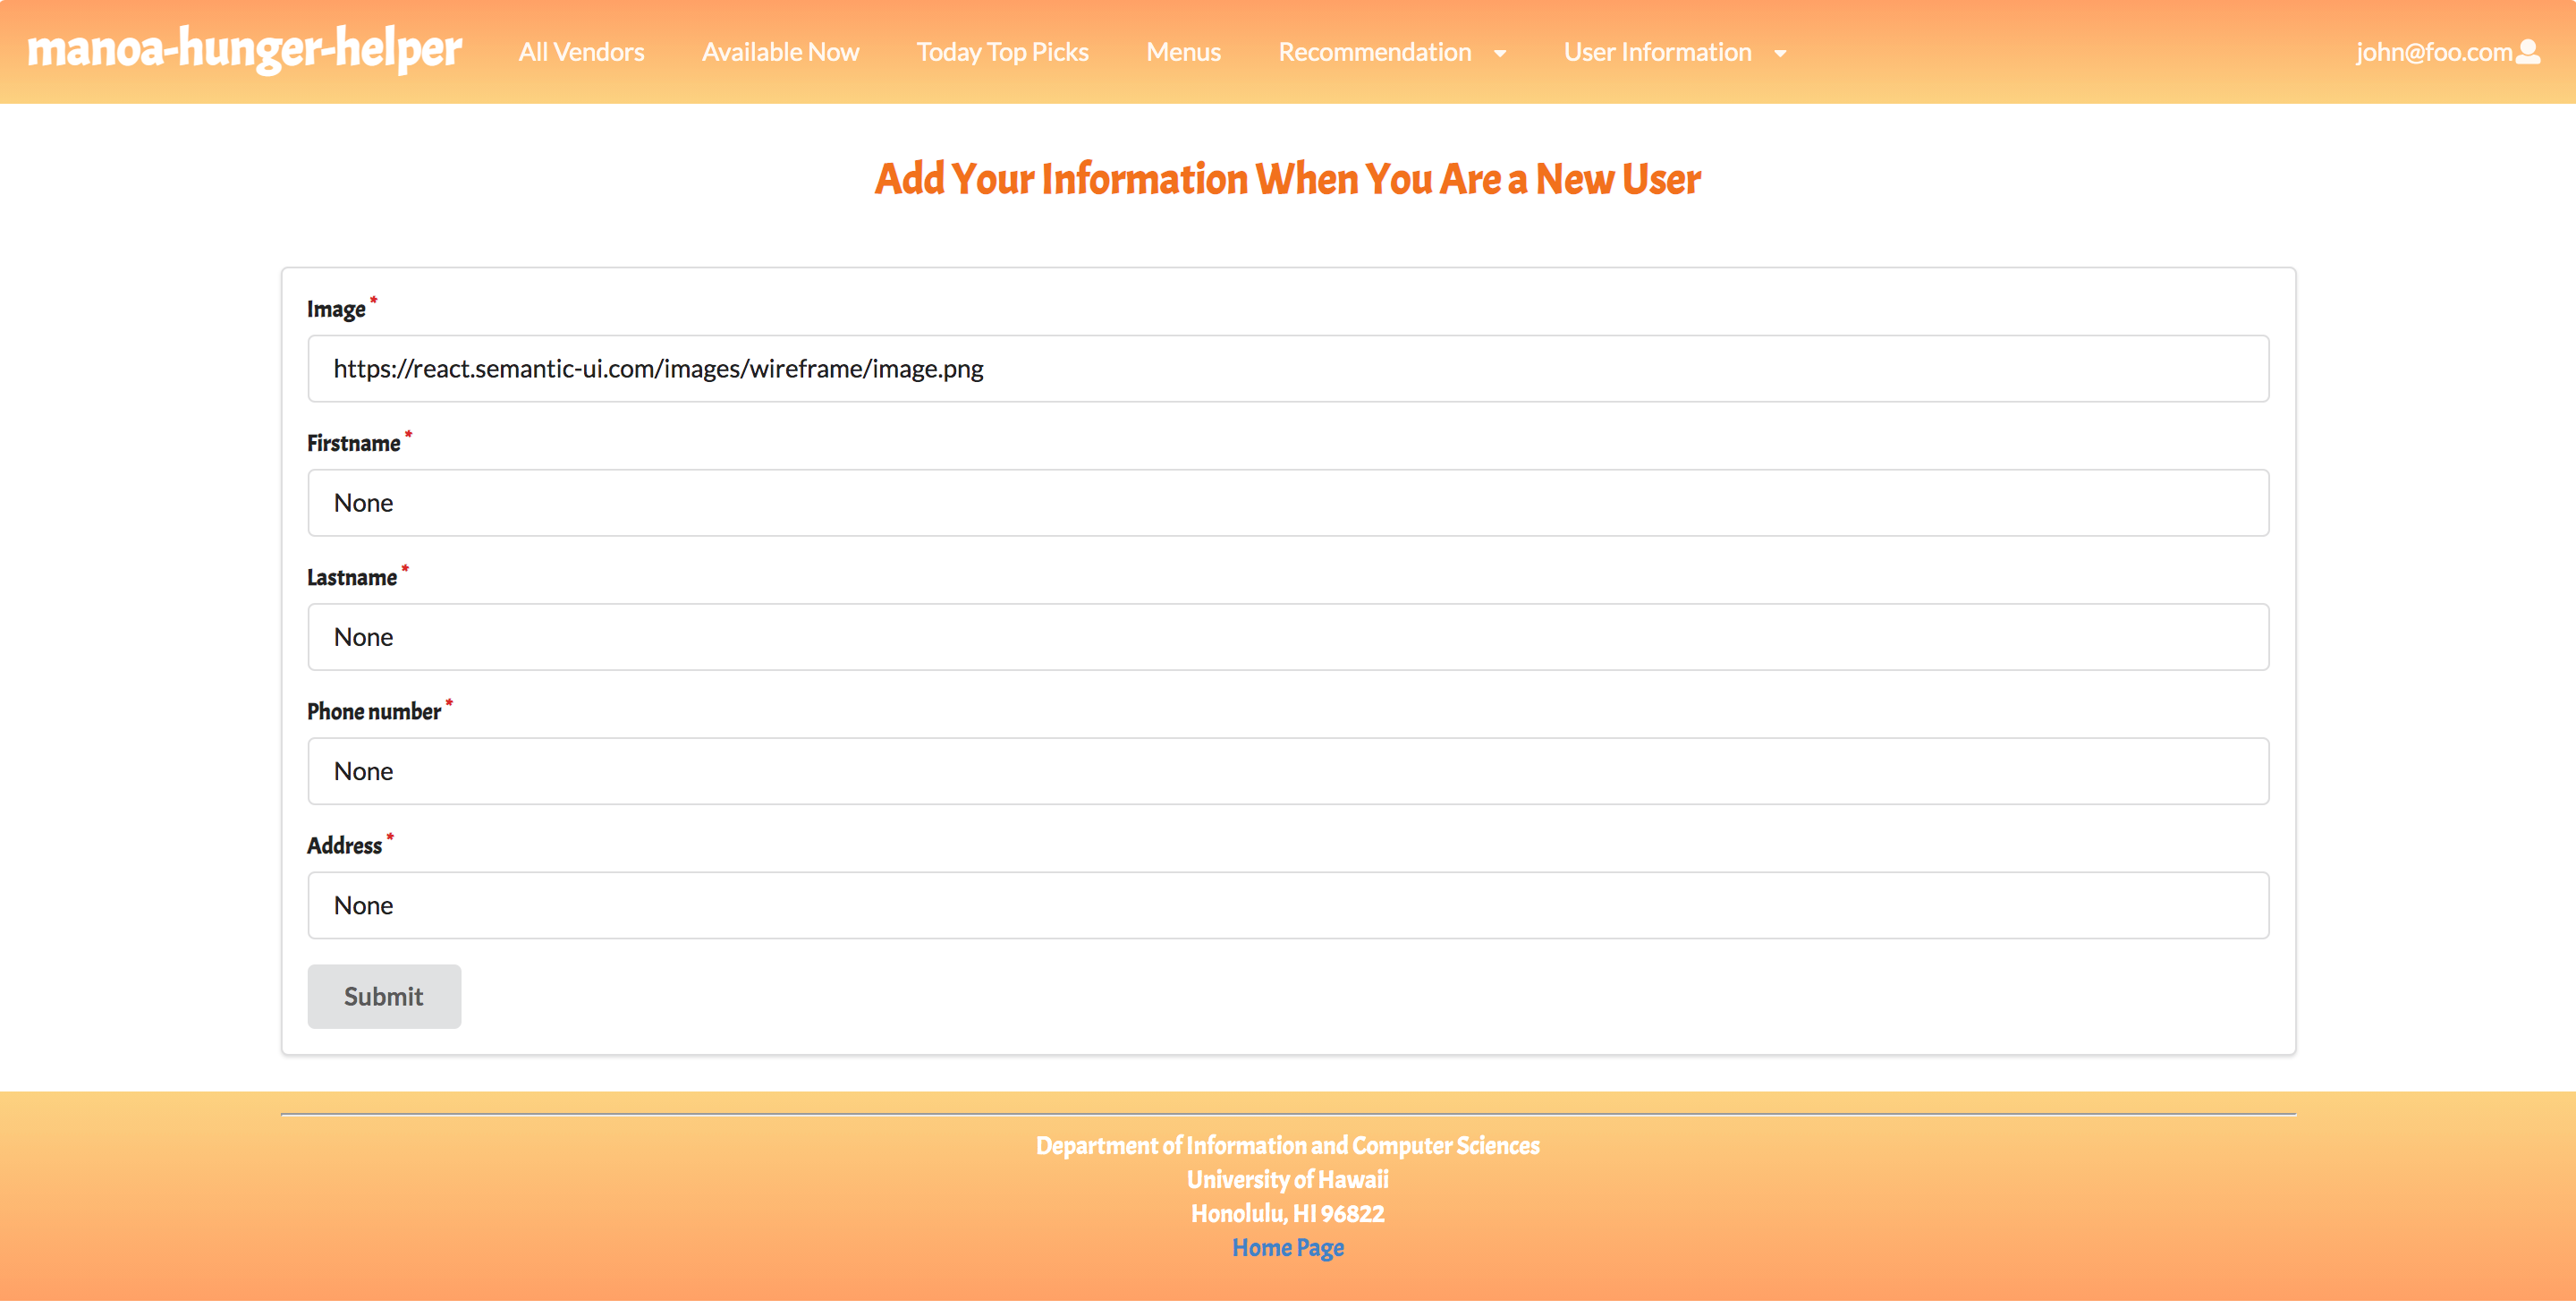 manoa-hunger-helper All Vendors Available Now Today Top Picks Menus Recommendation User Information john@foo.com
Add Your Information When You Are a New User
Image *
https://react.semantic-ui.com/images/wireframe/image.png
Firstname *
None
Lastname *
None
Phone number *
None
Address *
None
Submit
Department of Information and Computer Sciences
University of Hawaii
Honolulu, HI 96822
Home Page